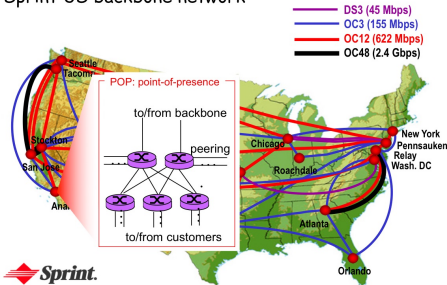 Sprint US backbone network
DS3 (45 Mbps)
OC3 (155 Mbps)
OC12 (622 Mbps)
OC48 (2.4 Gbps)
Seattle
Tacoma
POP: point-of-presence
to/from backbone
peering
Stockton
San Jose
Ana
to/from customers
Chicago
Roachdale
New York
Pennsauken
Relay
Wash. DC
Atlanta
Orlando
Sprint.